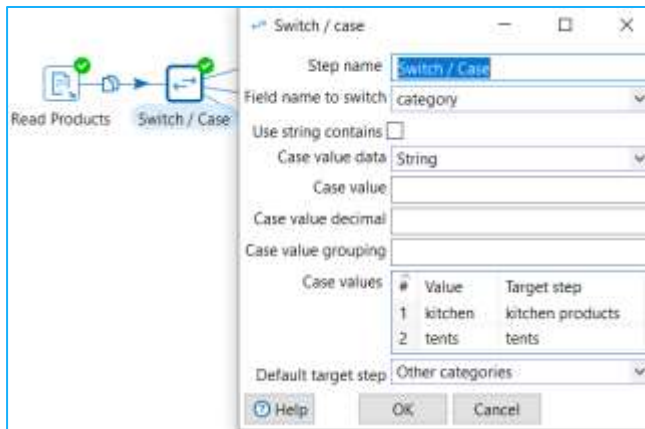 Switch / case
Step name Switch / Case
Field name to switch category
Use string contains
Case value data String
Case value
Case value decimal
Case value grouping
Case values
# Value Target step
1 kitchen kitchen products
2 tents tents
Default target step Other categories
Help OK Cancel
Read Products Switch / Case